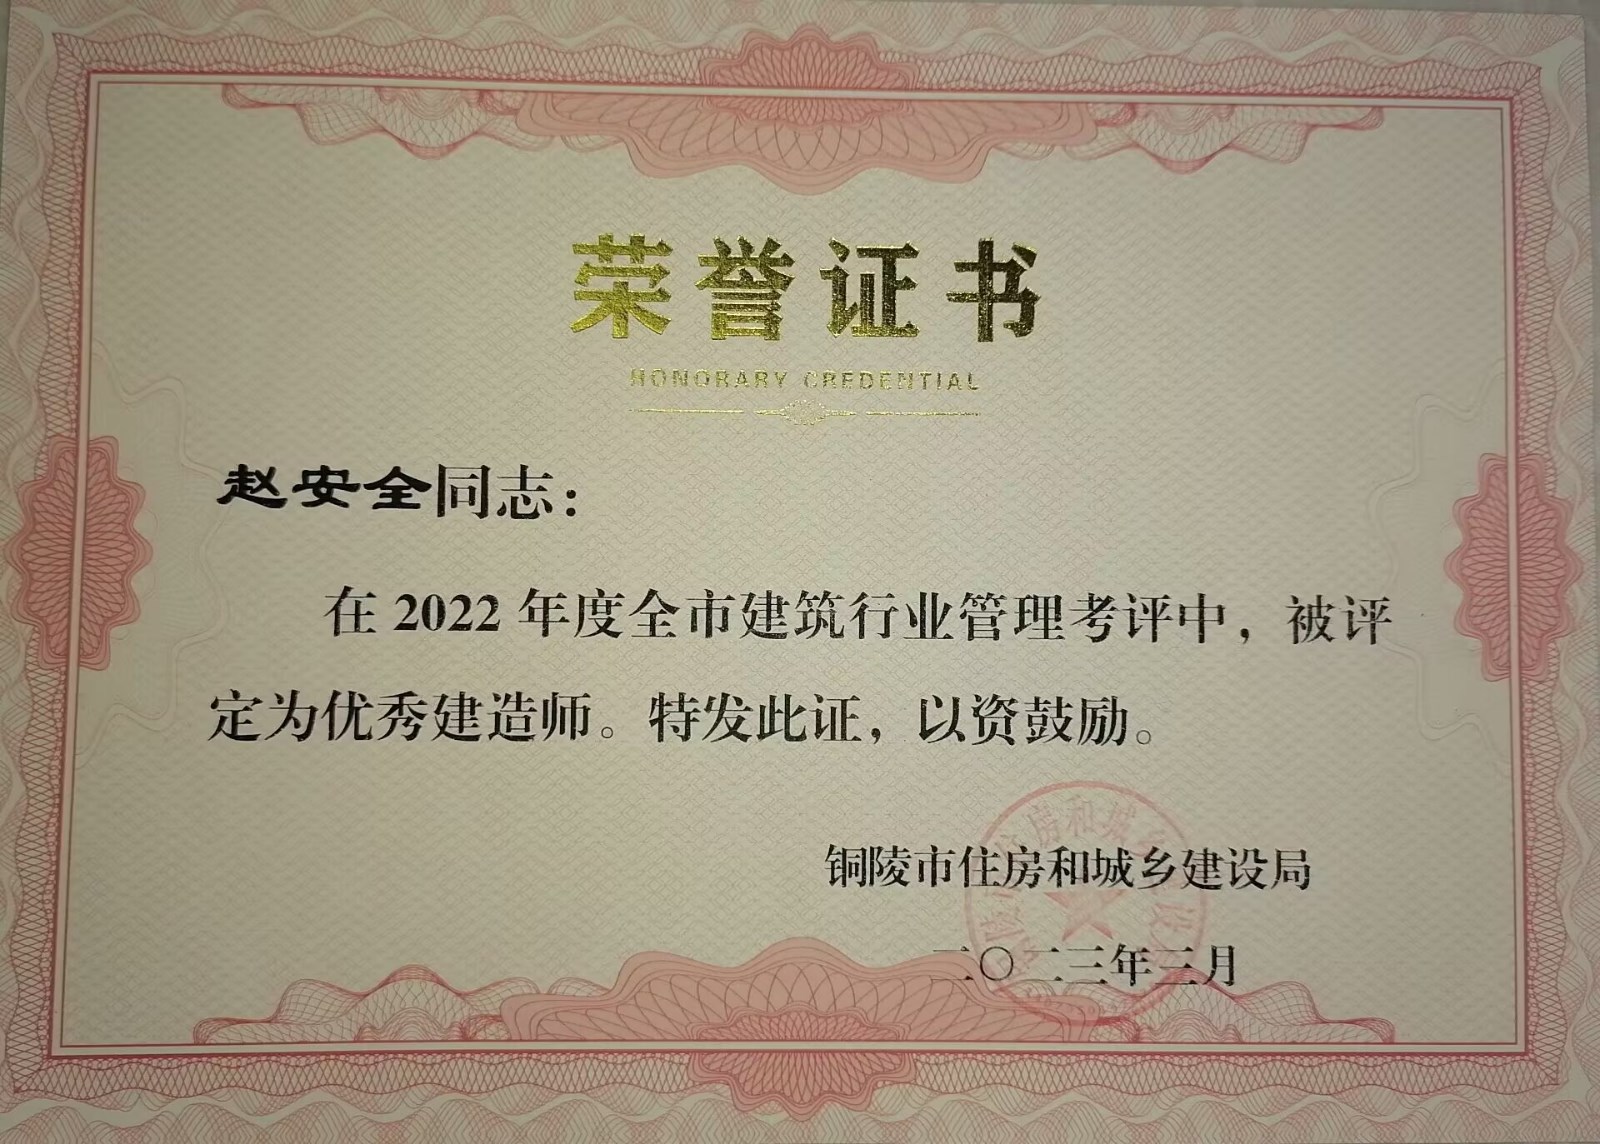 荣誉证书
HONORARY CREDENTIAL
赵安全同志：
在 2022 年度全市建筑行业管理考评中，被评
定为优秀建造师。特发此证，以资鼓励。
铜陵市住房和城乡建设局
二〇二三年三月